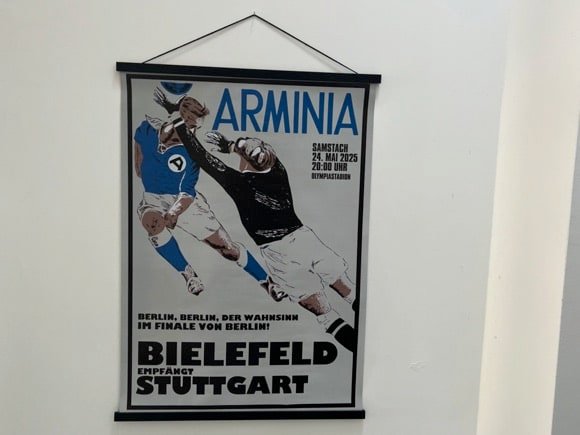 ARMINIA
SAMSTACH
24. MAI 2025
20:00 UHR
OLYMPIASTADION
A
BERLIN, BERLIN, DER WAHNSINN
IM FINALE VON BERLIN!
BIELEFELD
EMPFÄNGT
STUTTGART